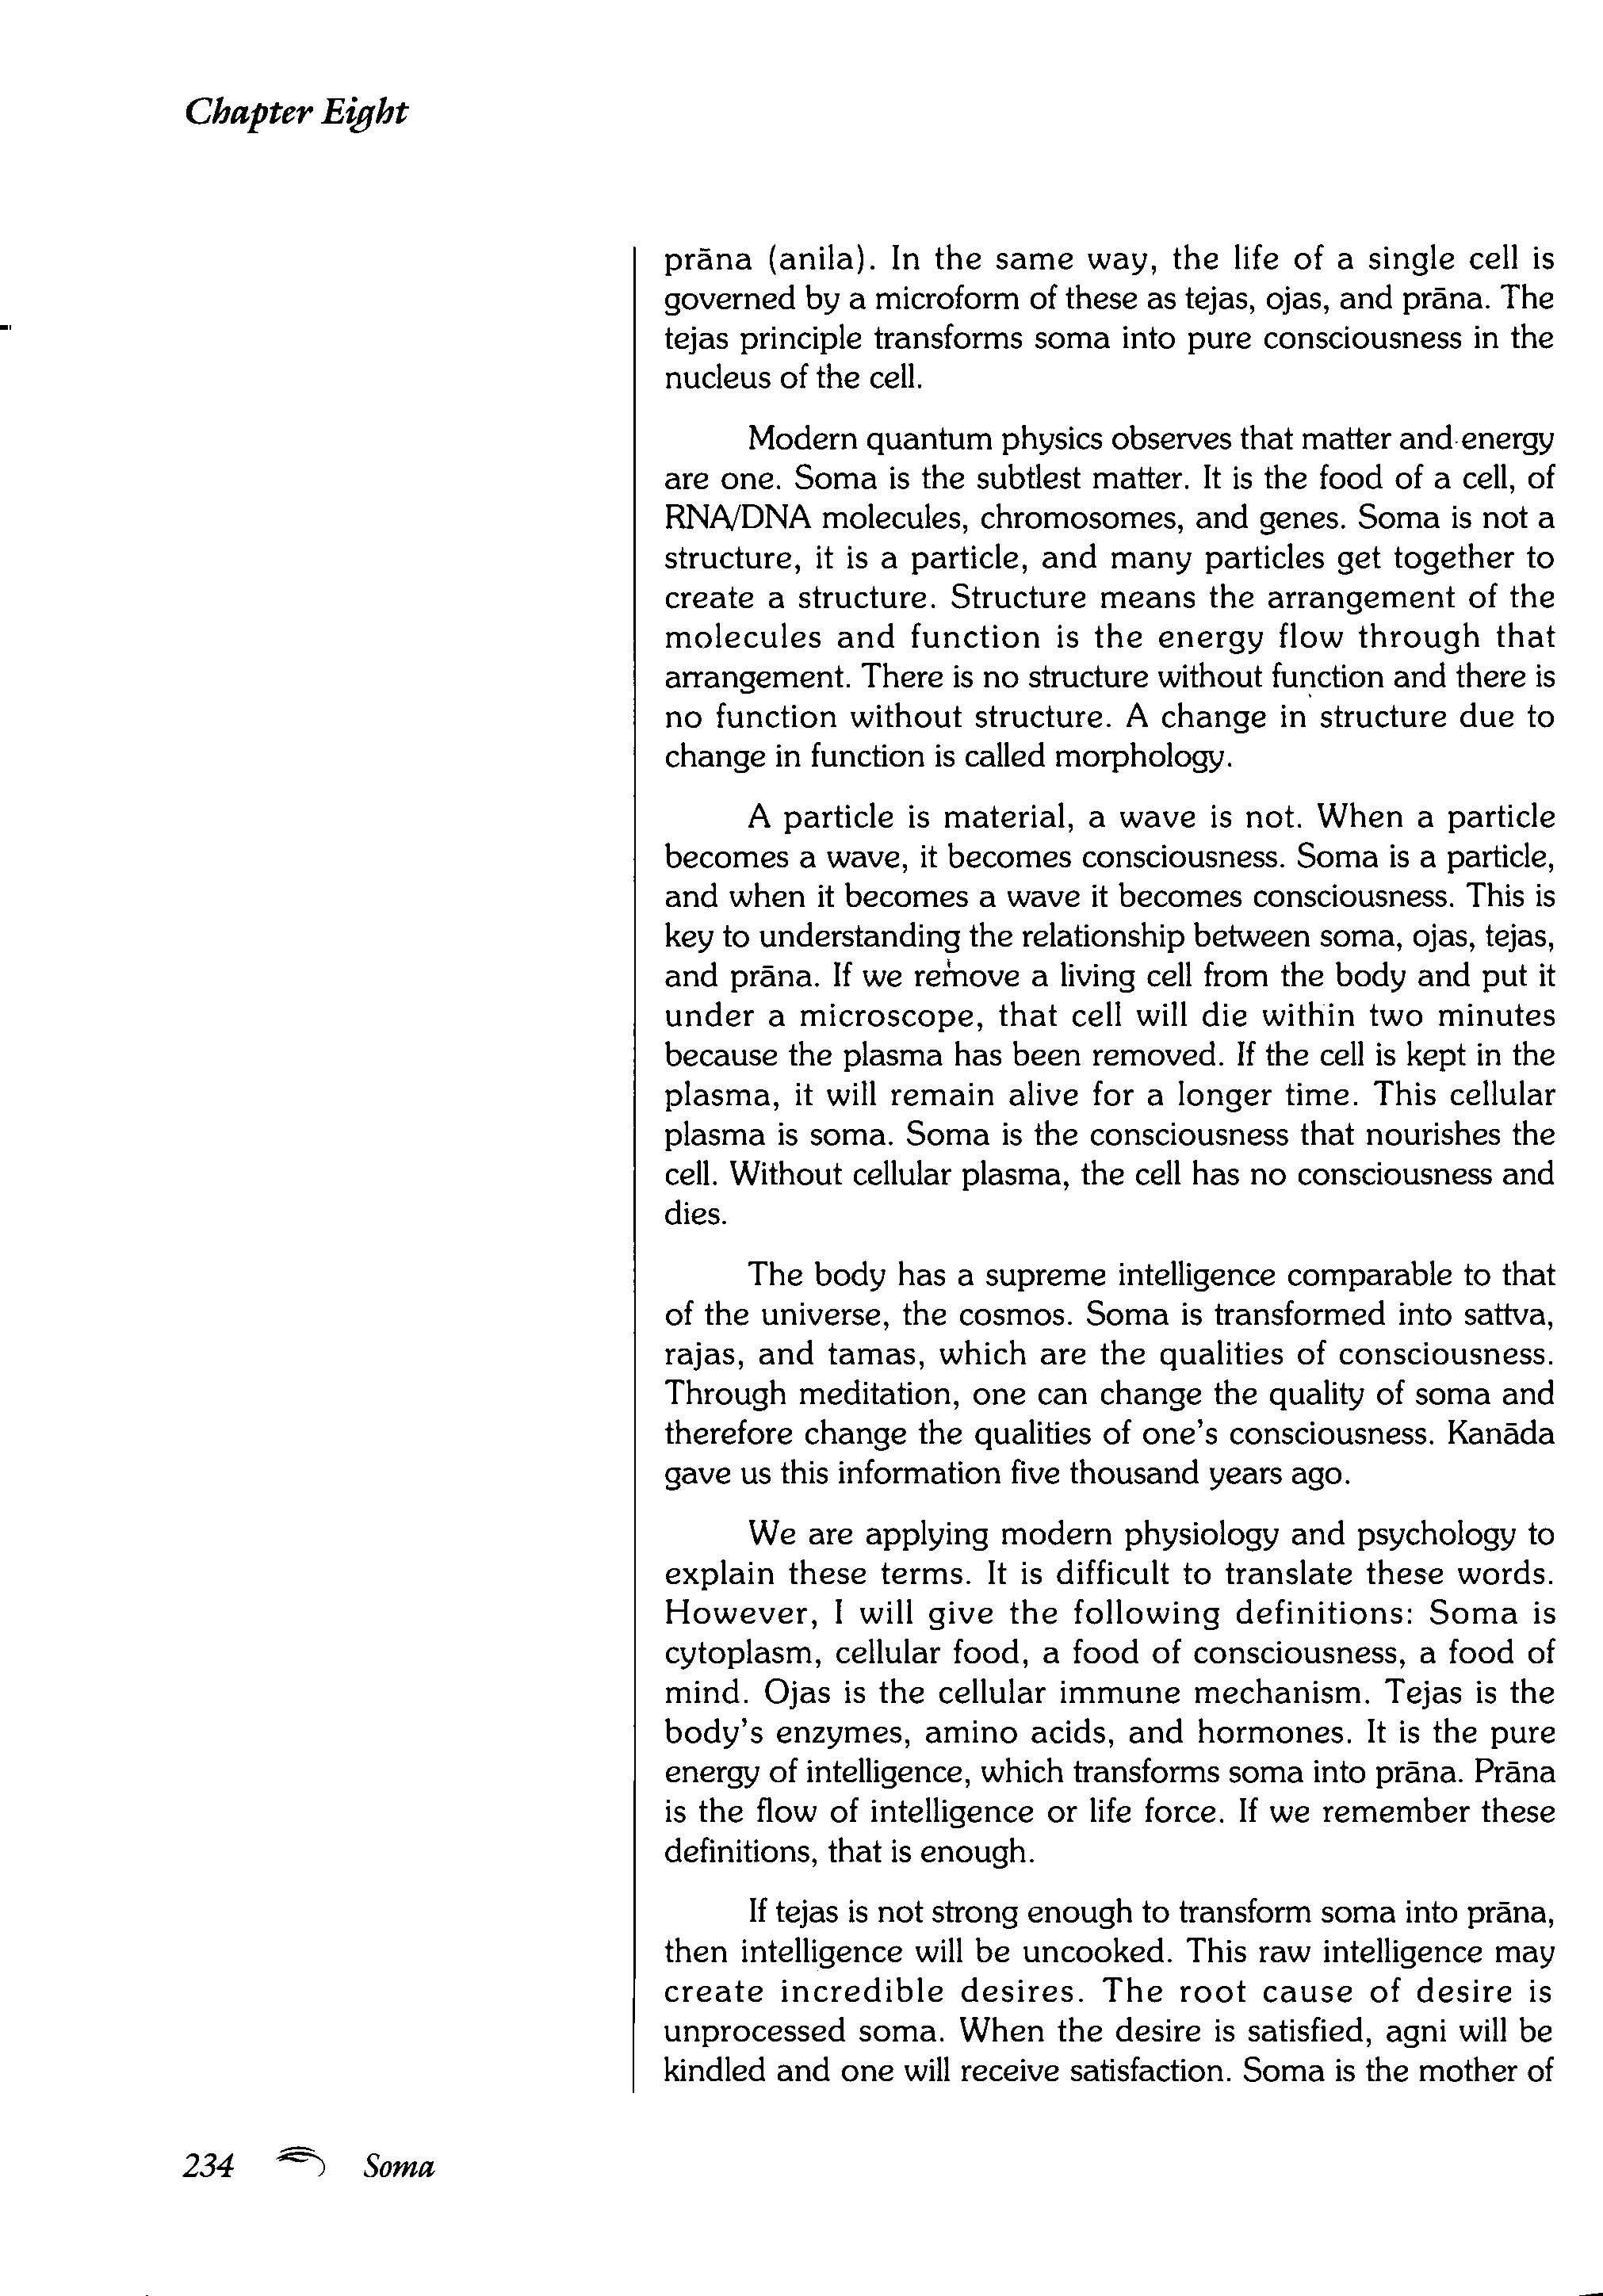 Chapter Eight
prāna (anila). In the same way, the life of a single cell is
governed by a microform of these as tejas, ojas, and prāna. The
tejas principle transforms soma into pure consciousness in the
nucleus of the cell.
Modern quantum physics observes that matter and energy
are one. Soma is the subtlest matter. It is the food of a cell, of
RNA/DNA molecules, chromosomes, and genes. Soma is not a
structure, it is a particle, and many particles get together to
create a structure. Structure means the arrangement of the
molecules and function is the energy flow through that
arrangement. There is no structure without function and there is
no function without structure. A change in structure due to
change in function is called morphology.
A particle is material, a wave is not. When a particle
becomes a wave, it becomes consciousness. Soma is a particle,
and when it becomes a wave it becomes consciousness. This is
key to understanding the relationship between soma, ojas, tejas,
and prāna. If we remove a living cell from the body and put it
under a microscope, that cell will die within two minutes
because the plasma has been removed. If the cell is kept in the
plasma, it will remain alive for a longer time. This cellular
plasma is soma. Soma is the consciousness that nourishes the
cell. Without cellular plasma, the cell has no consciousness and
dies.
The body has a supreme intelligence comparable to that
of the universe, the cosmos. Soma is transformed into sattva,
rajas, and tamas, which are the qualities of consciousness.
Through meditation, one can change the quality of soma and
therefore change the qualities of one's consciousness. Kanāda
gave us this information five thousand years ago.
We are applying modern physiology and psychology to
explain these terms. It is difficult to translate these words.
However, I will give the following definitions: Soma is
cytoplasm, cellular food, a food of consciousness, a food of
mind. Ojas is the cellular immune mechanism. Tejas is the
body's enzymes, amino acids, and hormones. It is the pure
energy of intelligence, which transforms soma into prāna. Prāna
is the flow of intelligence or life force. If we remember these
definitions, that is enough.
If tejas is not strong enough to transform soma into prāna,
then intelligence will be uncooked. This raw intelligence may
create incredible desires. The root cause of desire is
unprocessed soma. When the desire is satisfied, agni will be
kindled and one will receive satisfaction. Soma is the mother of
234 Soma